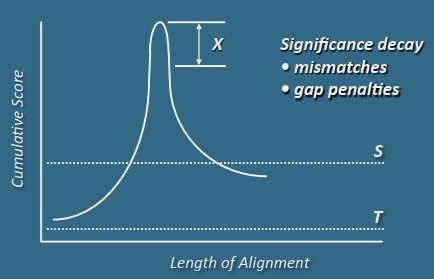 X
Significance decay
• mismatches
• gap penalties
Cumulative Score
S
T
Length of Alignment